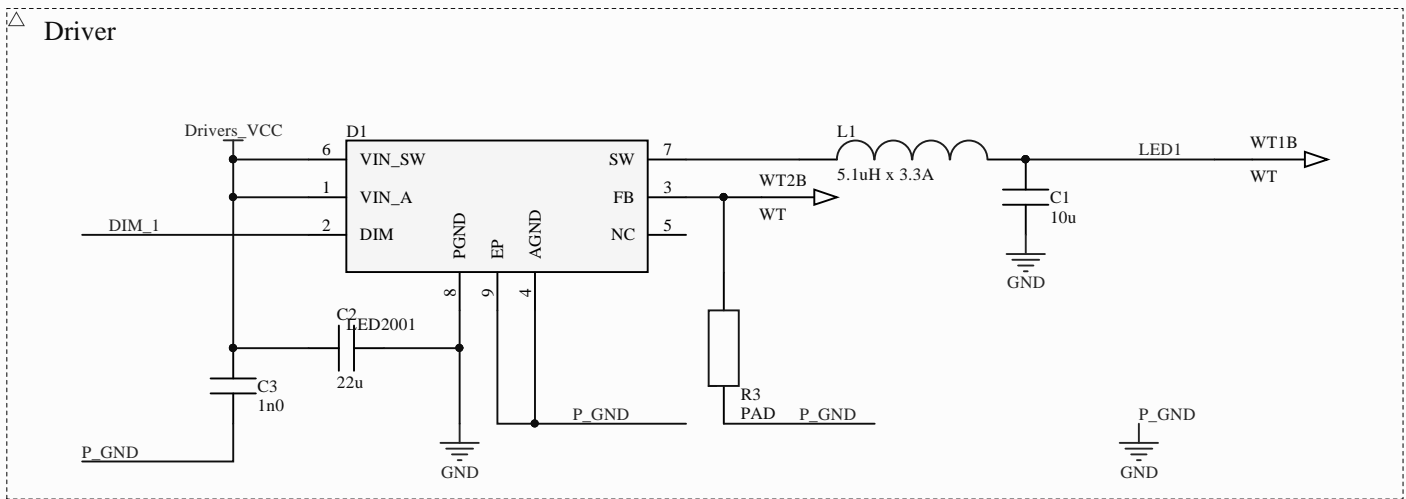 Driver
Drivers_VCC
D1
L1
6
VIN_SW
SW
7
LED1
WT1B
WT
5.1uH x 3.3A
1
VIN_A
FB
3
WT2B
WT
C1
10u
DIM_1
2
DIM
PGND
EP
AGND
NC
5
GND
8
9
4
C2
LED2001
22u
C3
1n0
R3
PAD
P_GND
P_GND
P_GND
P_GND
GND
GND